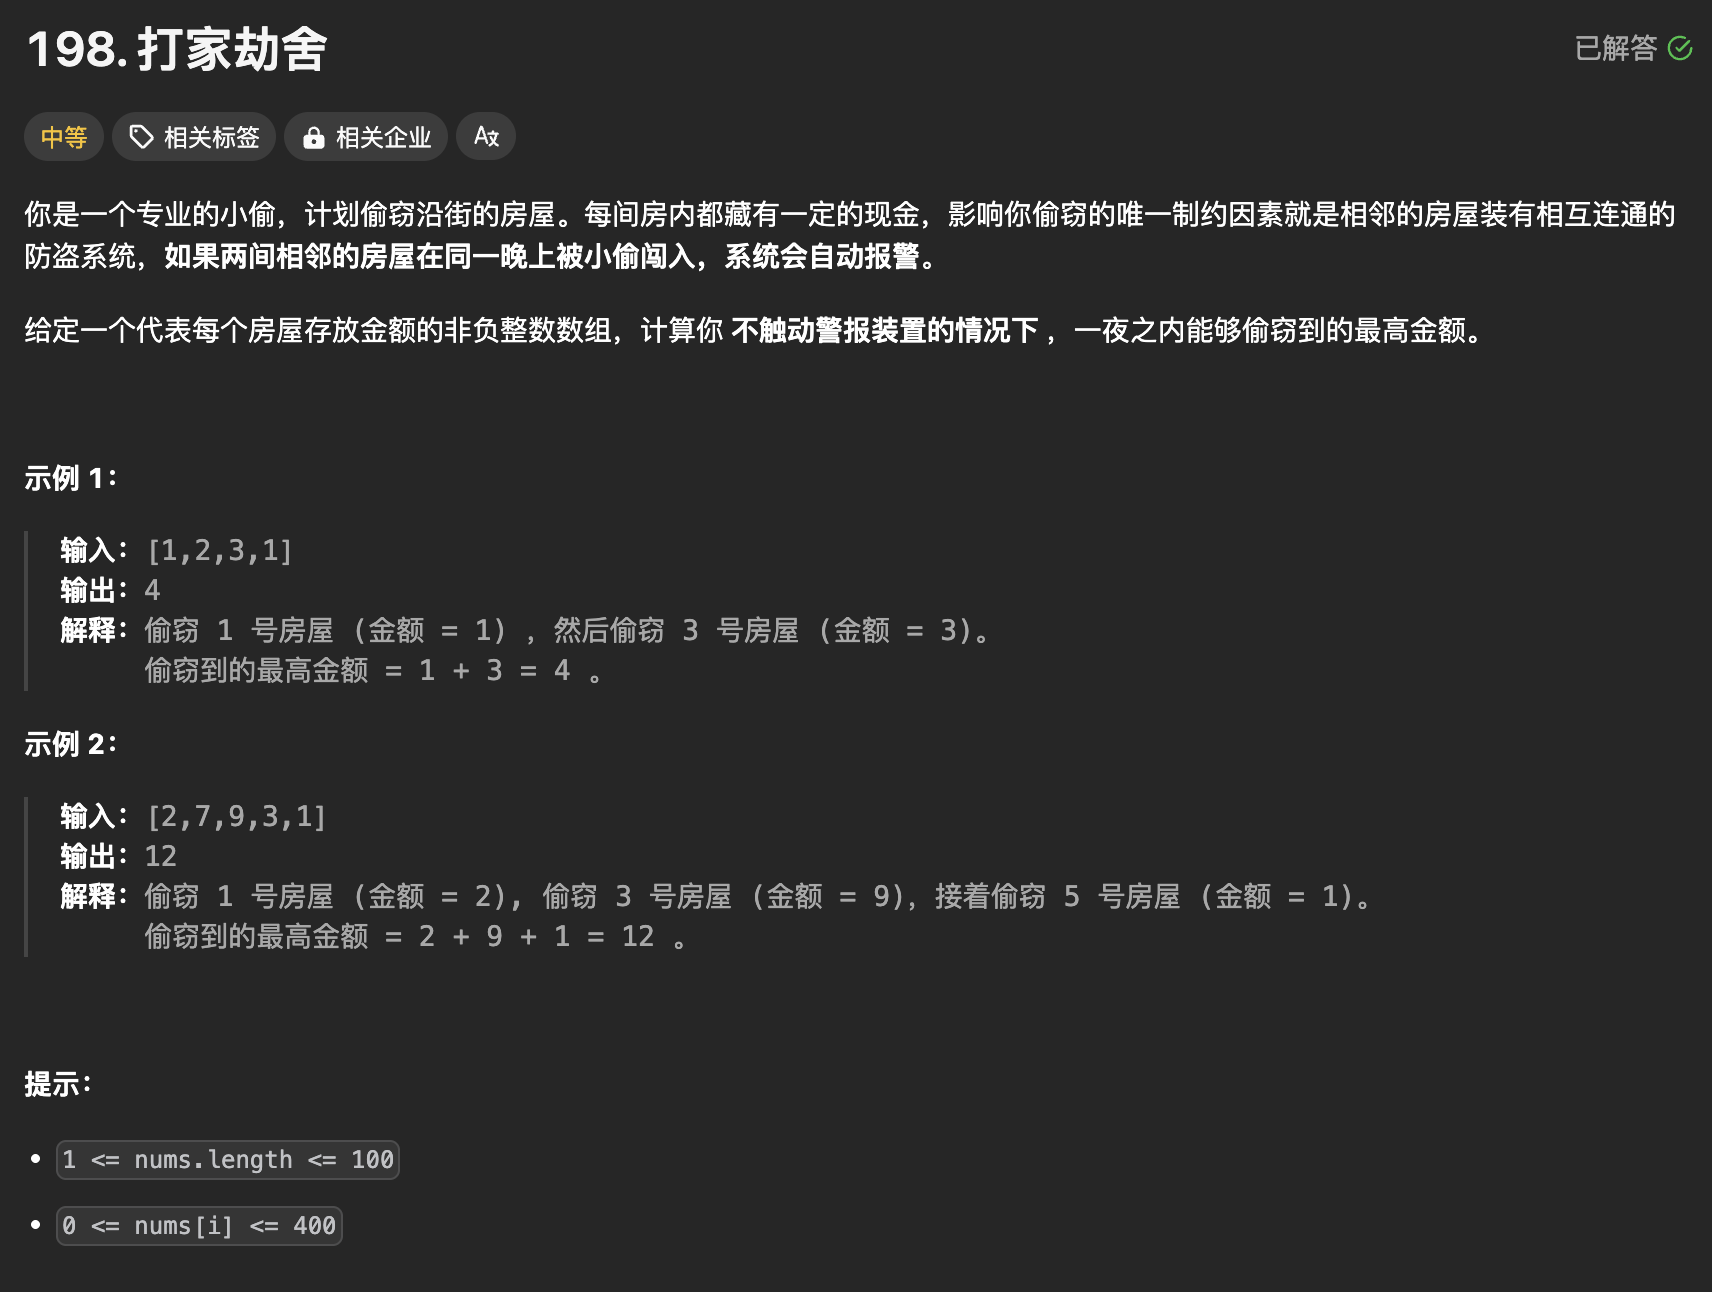 198. 打家劫舍
已解答
中等
相关标签
相关企业
你是一个专业的小偷，计划偷窃沿街的房屋。每间房内都藏有一定的现金，影响你偷窃的唯一制约因素就是相邻的房屋装有相互连通的
防盗系统，如果两间相邻的房屋在同一晚上被小偷闯入，系统会自动报警。
给定一个代表每个房屋存放金额的非负整数数组，计算你 不触动警报装置的情况下 ，一夜之内能够偷窃到的最高金额。
示例 1：
输入：[1,2,3,1]
输出：4
解释：偷窃 1 号房屋 (金额 = 1) ，然后偷窃 3 号房屋 (金额 = 3)。
偷窃到的最高金额 = 1 + 3 = 4 。
示例 2：
输入：[2,7,9,3,1]
输出：12
解释：偷窃 1 号房屋 (金额 = 2), 偷窃 3 号房屋 (金额 = 9)，接着偷窃 5 号房屋 (金额 = 1)。
偷窃到的最高金额 = 2 + 9 + 1 = 12 。
提示：
1 <= nums.length <= 100
0 <= nums[i] <= 400